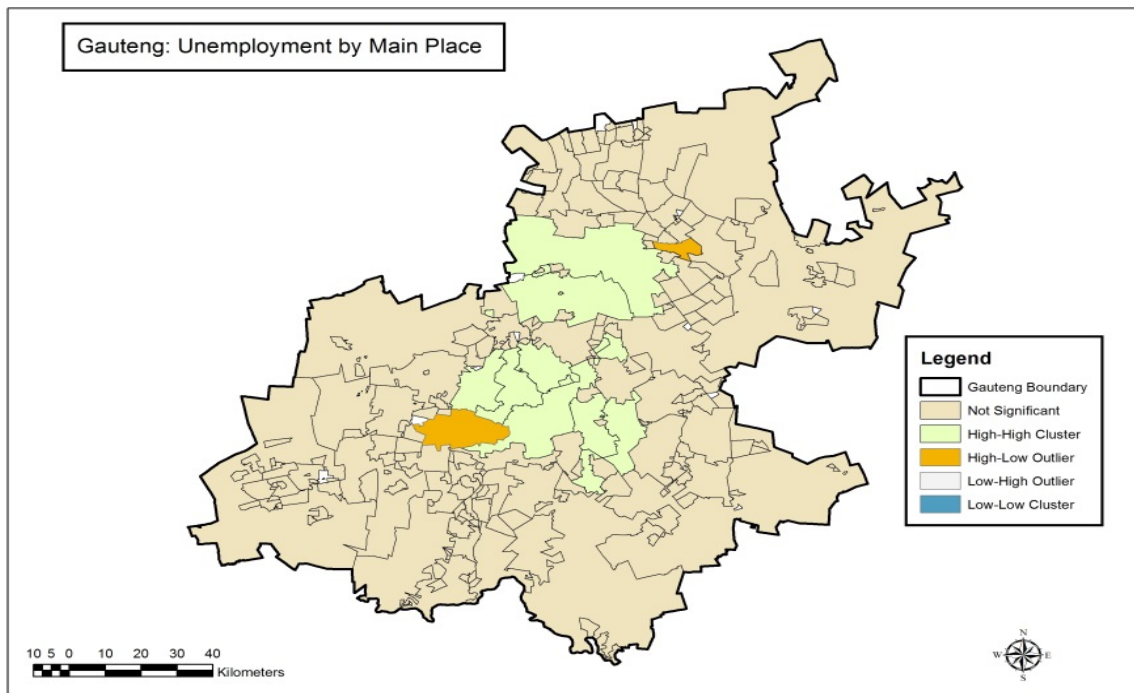 Gauteng: Unemployment by Main Place
Legend
Gauteng Boundary
Not Significant
High-High Cluster
High-Low Outlier
Low-High Outlier
Low-Low Cluster
10 5 0 10 20 30 40
Kilometers
N
W E
S